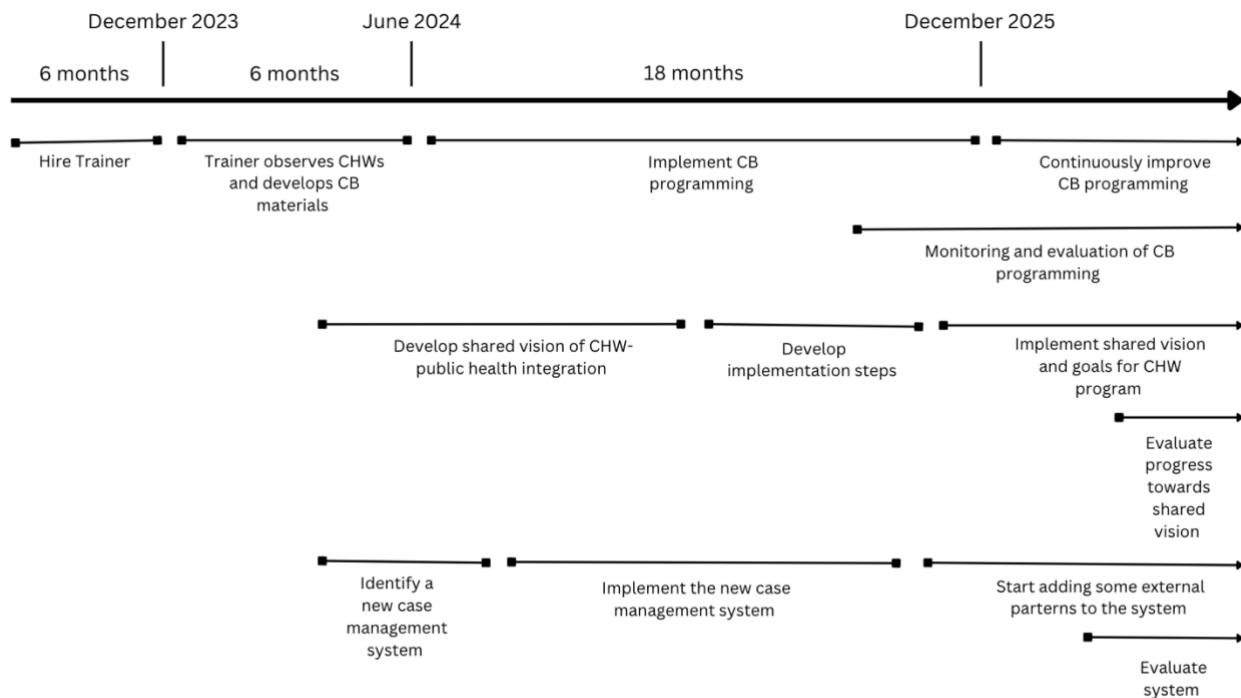 December 2023
June 2024
December 2025
6 months
6 months
18 months
Hire Trainer
Trainer observes CHWs
and develops CB
materials
Implement CB
programming
Continuously improve
CB programming
Monitoring and evaluation of CB
programming
Develop shared vision of CHW-
public health integration
Develop
implementation steps
Implement shared vision
and goals for CHW
program
Evaluate
progress
towards
shared
vision
Identify a
new case
management
system
Implement the new case
management system
Start adding some external
parterns to the system
Evaluate
system